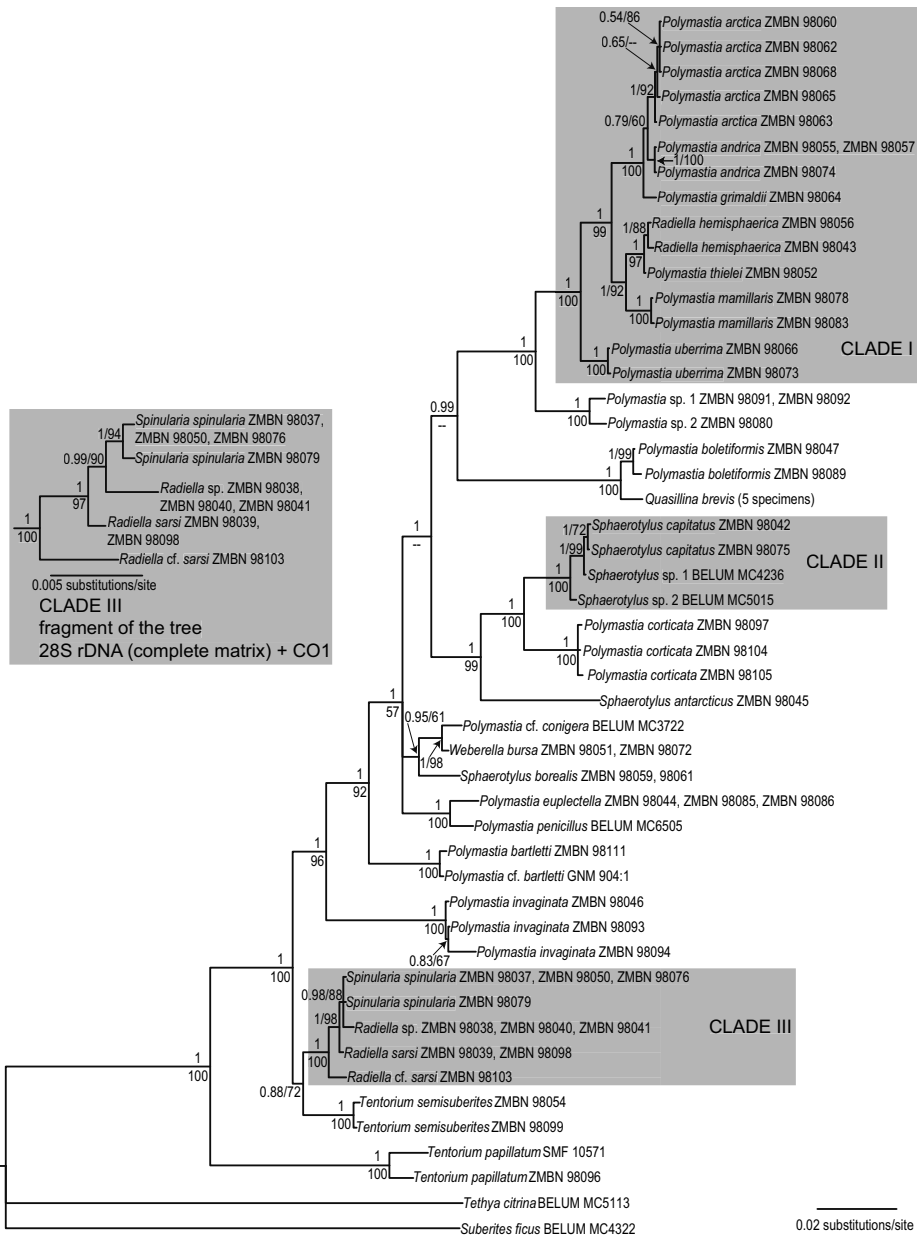 0.54/86
Polymastia arctica ZMBN 98060
0.65/--
Polymastia arctica ZMBN 98062
Polymastia arctica ZMBN 98068
1/92
Polymastia arctica ZMBN 98065
0.79/60
Polymastia arctica ZMBN 98063
Polymastia andrica ZMBN 98055, ZMBN 98057
1/100
1
100
Polymastia andrica ZMBN 98074
Polymastia grimaldii ZMBN 98064
1
99
1/88
Radiella hemisphaerica ZMBN 98056
Radiella hemisphaerica ZMBN 98043
1
97
Polymastia thielei ZMBN 98052
1/92
1
100
Polymastia mamillaris ZMBN 98078
Polymastia mamillaris ZMBN 98083
1
100
1
100
Polymastia uberrima ZMBN 98066
CLADE I
Polymastia uberrima ZMBN 98073
1
100
1
100
Polymastia sp. 1 ZMBN 98091, ZMBN 98092
Polymastia sp. 2 ZMBN 98080
0.99
--
1/99
Polymastia boletiformis ZMBN 98047
Polymastia boletiformis ZMBN 98089
1
100
Quasillina brevis (5 specimens)
1/94
Spinularia spinularia ZMBN 98037,
ZMBN 98050, ZMBN 98076
0.99/90
Spinularia spinularia ZMBN 98079
1
97
Radiella sp. ZMBN 98038,
ZMBN 98040, ZMBN 98041
1
100
Radiella sarsi ZMBN 98039,
ZMBN 98098
Radiella cf. sarsi ZMBN 98103
0.005 substitutions/site
CLADE III
fragment of the tree
28S rDNA (complete matrix) + CO1
1
--
1/72
Sphaerotylus capitatus ZMBN 98042
1/99
Sphaerotylus capitatus ZMBN 98075
CLADE II
1
100
Sphaerotylus sp. 1 BELUM MC4236
Sphaerotylus sp. 2 BELUM MC5015
1
100
Polymastia corticata ZMBN 98097
1
100
Polymastia corticata ZMBN 98104
Polymastia corticata ZMBN 98105
1
99
Sphaerotylus antarcticus ZMBN 98045
1
57
0.95/61
Polymastia cf. conigera BELUM MC3722
1/98
Weberella bursa ZMBN 98051, ZMBN 98072
Sphaerotylus borealis ZMBN 98059, 98061
1
92
1
100
Polymastia euplectella ZMBN 98044, ZMBN 98085, ZMBN 98086
Polymastia penicillus BELUM MC6505
1
96
1
100
Polymastia bartletti ZMBN 98111
Polymastia cf. bartletti GNM 904:1
1
100
Polymastia invaginata ZMBN 98046
Polymastia invaginata ZMBN 98093
0.83/67
Polymastia invaginata ZMBN 98094
1
100
0.98/88
Spinularia spinularia ZMBN 98037, ZMBN 98050, ZMBN 98076
Spinularia spinularia ZMBN 98079
1/98
Radiella sp. ZMBN 98038, ZMBN 98040, ZMBN 98041
CLADE III
1
100
Radiella sarsi ZMBN 98039, ZMBN 98098
Radiella cf. sarsi ZMBN 98103
1
100
0.88/72
1
100
Tentorium semisuberites ZMBN 98054
Tentorium semisuberites ZMBN 98099
1
100
Tentorium papillatum SMF 10571
Tentorium papillatum ZMBN 98096
Tethya citrina BELUM MC5113
Suberites ficus BELUM MC4322
0.02 substitutions/site